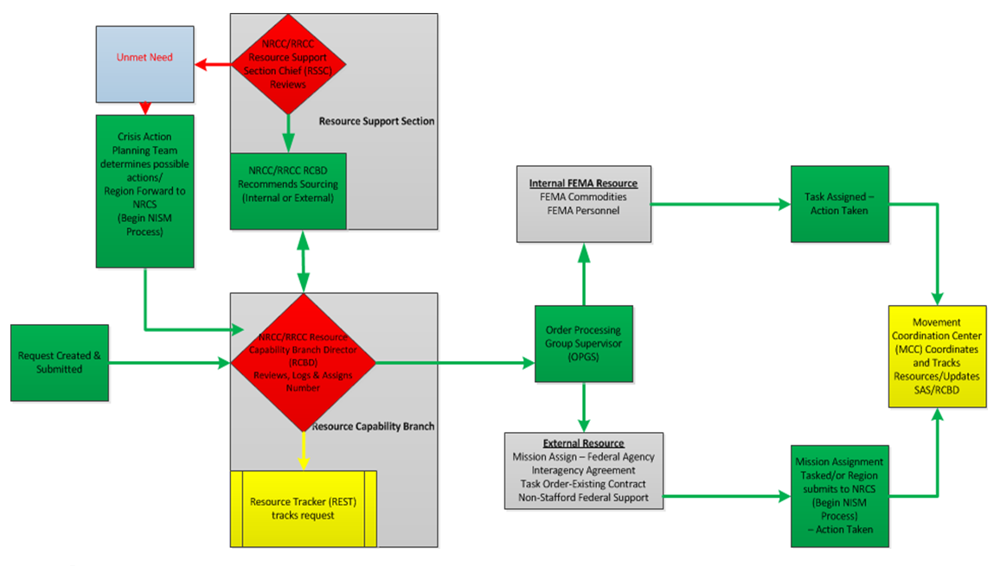 Unmet Need
NRCC/RRCC
Resource Support
Section Chief (RSSC)
Reviews
Resource Support Section
Crisis Action
Planning Team
determines possible
actions/
Region Forward to
NRCS
(Begin NISM
Process)
NRCC/RRCC RCBD
Recommends Sourcing
(Internal or External)
Request Created &
Submitted
NRCC/RRCC Resource
Capability Branch Director
(RCBD)
Reviews, Logs & Assigns
Number
Resource Capability Branch
Resource Tracker (REST)
tracks request
Order Processing
Group Supervisor
(OPGS)
Internal FEMA Resource
FEMA Commodities
FEMA Personnel
Task Assigned –
Action Taken
External Resource
Mission Assign – Federal Agency
Interagency Agreement
Task Order-Existing Contract
Non-Stafford Federal Support
Mission Assignment
Tasked/or Region
submits to NRCS
(Begin NISM
Process)
– Action Taken
Movement
Coordination Center
(MCC) Coordinates
and Tracks
Resources/Updates
SAS/RCBD